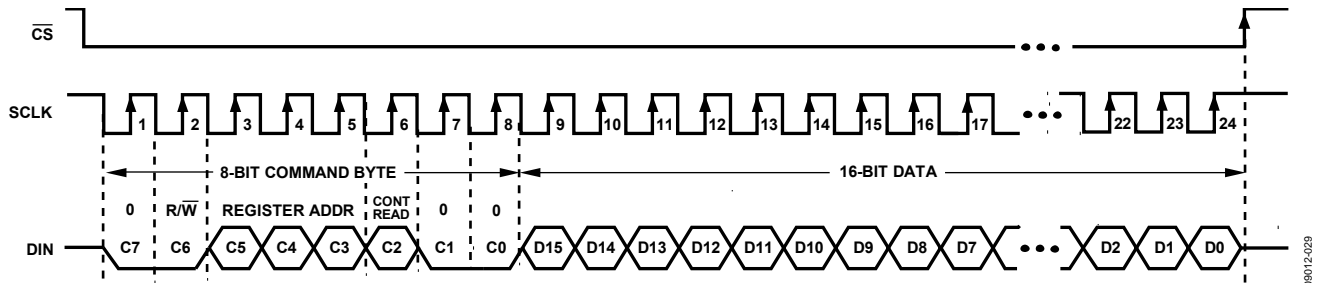 CS
SCLK
1 2 3 4 5 6 7 8 9 10 11 12 13 14 15 16 17 22 23 24
8-BIT COMMAND BYTE 16-BIT DATA
0 R/W REGISTER ADDR CONT READ 0 0
DIN C7 C6 C5 C4 C3 C2 C1 C0 D15 D14 D13 D12 D11 D10 D9 D8 D7 D2 D1 D0
09012-029